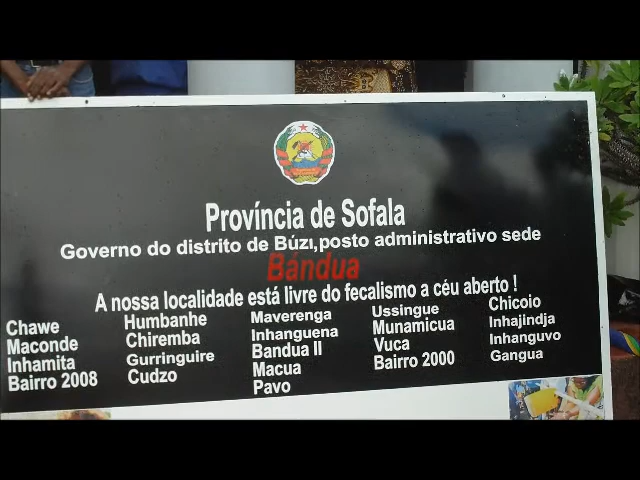 Província de Sofala
Governo do distrito de Búzi,posto administrativo sede
Bándua
A nossa localidade está livre do fecalismo a céu aberto !
Chawe
Maconde
Inhamita
Bairro 2008
Humbanhe
Chiremba
Gurringuire
Cudzo
Maverenga
Inhanguena
Bandua II
Macua
Pavo
Ussingue
Munamicua
Vuca
Bairro 2000
Chicoio
Inhajindja
Inhanguvo
Gangua